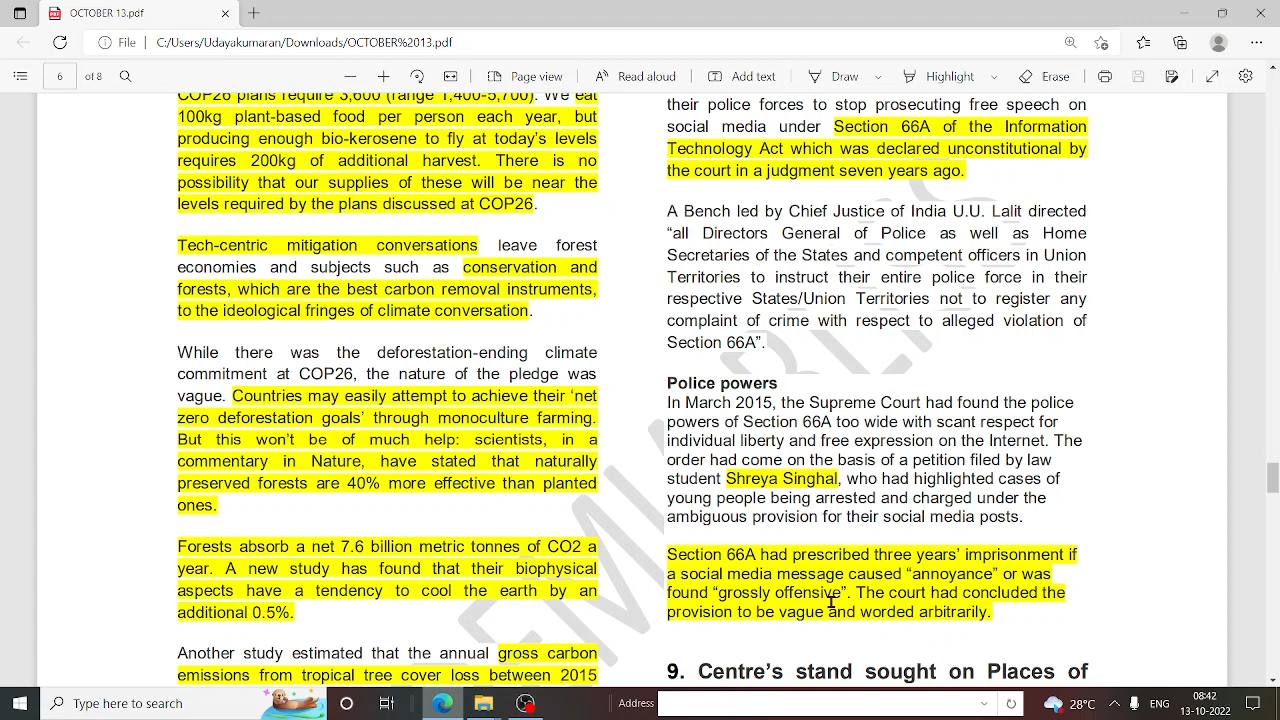 OCTOBER 13.pdf
File
C:/Users/Udayakumaran/Downloads/OCTOBER%2013.pdf
6 of 8
Page view
Read aloud
Add text
Draw
Highlight
Erase
COP26 plans require 3,600 (range 1,400-5,700). We eat
100kg plant-based food per person each year, but
producing enough bio-kerosene to fly at today's levels
requires 200kg of additional harvest. There is no
possibility that our supplies of these will be near the
levels required by the plans discussed at COP26.
Tech-centric mitigation conversations leave forest
economies and subjects such as conservation and
forests, which are the best carbon removal instruments,
to the ideological fringes of climate conversation.
While there was the deforestation-ending climate
commitment at COP26, the nature of the pledge was
vague. Countries may easily attempt to achieve their ‘net
zero deforestation goals’ through monoculture farming.
But this won’t be of much help: scientists, in a
commentary in Nature, have stated that naturally
preserved forests are 40% more effective than planted
ones.
Forests absorb a net 7.6 billion metric tonnes of CO2 a
year. A new study has found that their biophysical
aspects have a tendency to cool the earth by an
additional 0.5%.
Another study estimated that the annual gross carbon
emissions from tropical tree cover loss between 2015
their police forces to stop prosecuting free speech on
social media under Section 66A of the Information
Technology Act which was declared unconstitutional by
the court in a judgment seven years ago.
A Bench led by Chief Justice of India U.U. Lalit directed
“all Directors General of Police as well as Home
Secretaries of the States and competent officers in Union
Territories to instruct their entire police force in their
respective States/Union Territories not to register any
complaint of crime with respect to alleged violation of
Section 66A”.
Police powers
In March 2015, the Supreme Court had found the police
powers of Section 66A too wide with scant respect for
individual liberty and free expression on the Internet. The
order had come on the basis of a petition filed by law
student Shreya Singhal, who had highlighted cases of
young people being arrested and charged under the
ambiguous provision for their social media posts.
Section 66A had prescribed three years’ imprisonment if
a social media message caused “annoyance” or was
found “grossly offensive”. The court had concluded the
provision to be vague and worded arbitrarily.
9. Centre’s stand sought on Places of
Type here to search
Address
28°C
ENG
08:42
13-10-2022